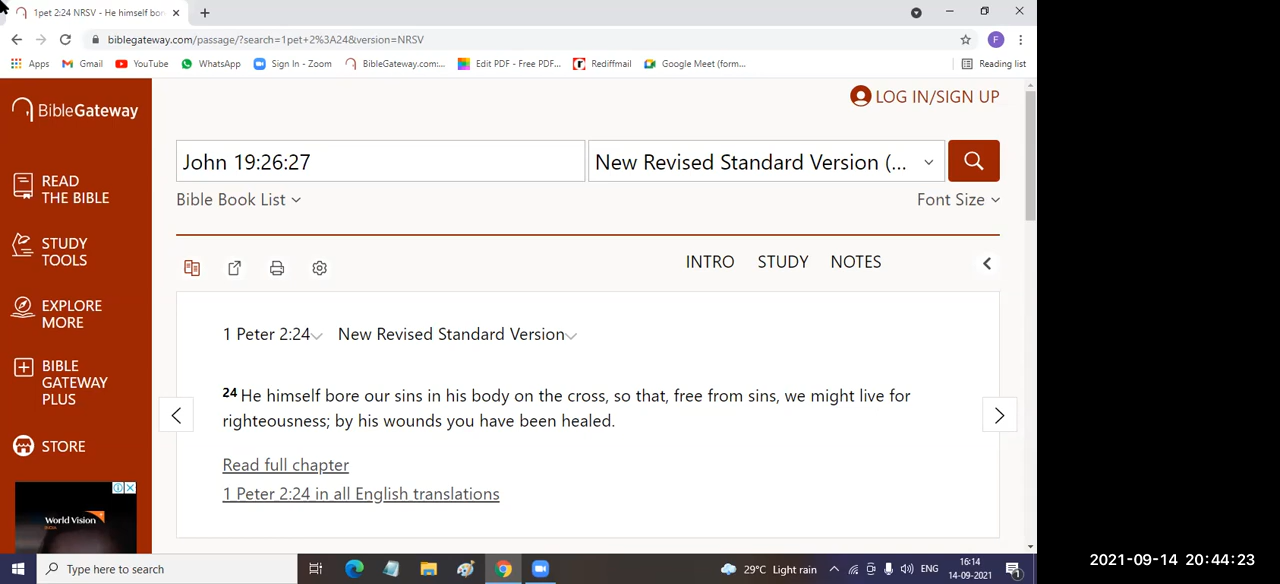 1pet 2:24 NRSV - He himself bor
biblegateway.com/passage/?search=1pet+2%3A24&version=NRSV
F
Apps Gmail YouTube WhatsApp Sign In - Zoom BibleGateway.com:... Edit PDF - Free PDF... Rediffmail Google Meet (form... Reading list
BibleGateway
LOG IN/SIGN UP
John 19:26:27 New Revised Standard Version (...
Bible Book List Font Size
READ
THE BIBLE
STUDY
TOOLS
EXPLORE
MORE
BIBLE
GATEWAY
PLUS
STORE
INTRO STUDY NOTES
1 Peter 2:24 New Revised Standard Version
24 He himself bore our sins in his body on the cross, so that, free from sins, we might live for
righteousness; by his wounds you have been healed.
Read full chapter
1 Peter 2:24 in all English translations
World Vision
Type here to search
29°C Light rain ENG 16:14
14-09-2021
1
2021-09-14 20:44:23